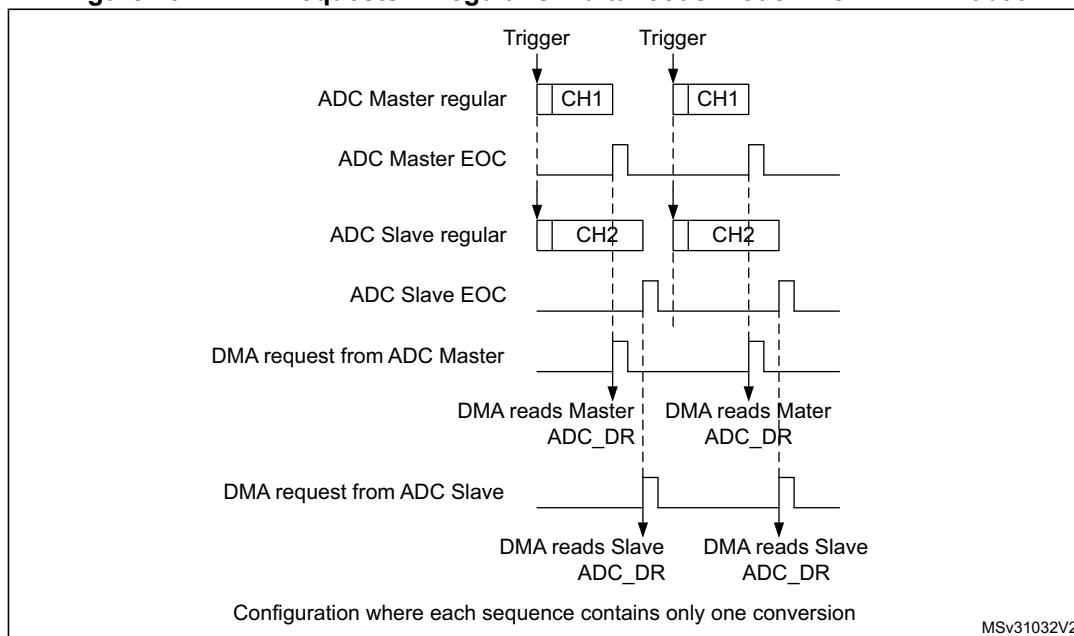 Trigger Trigger
ADC Master regular CH1 CH1
ADC Master EOC
ADC Slave regular CH2 CH2
ADC Slave EOC
DMA request from ADC Master
DMA reads Master DMA reads Mater
ADC_DR ADC_DR
DMA request from ADC Slave
DMA reads Slave DMA reads Slave
ADC_DR ADC_DR
Configuration where each sequence contains only one conversion
MSv31032V2